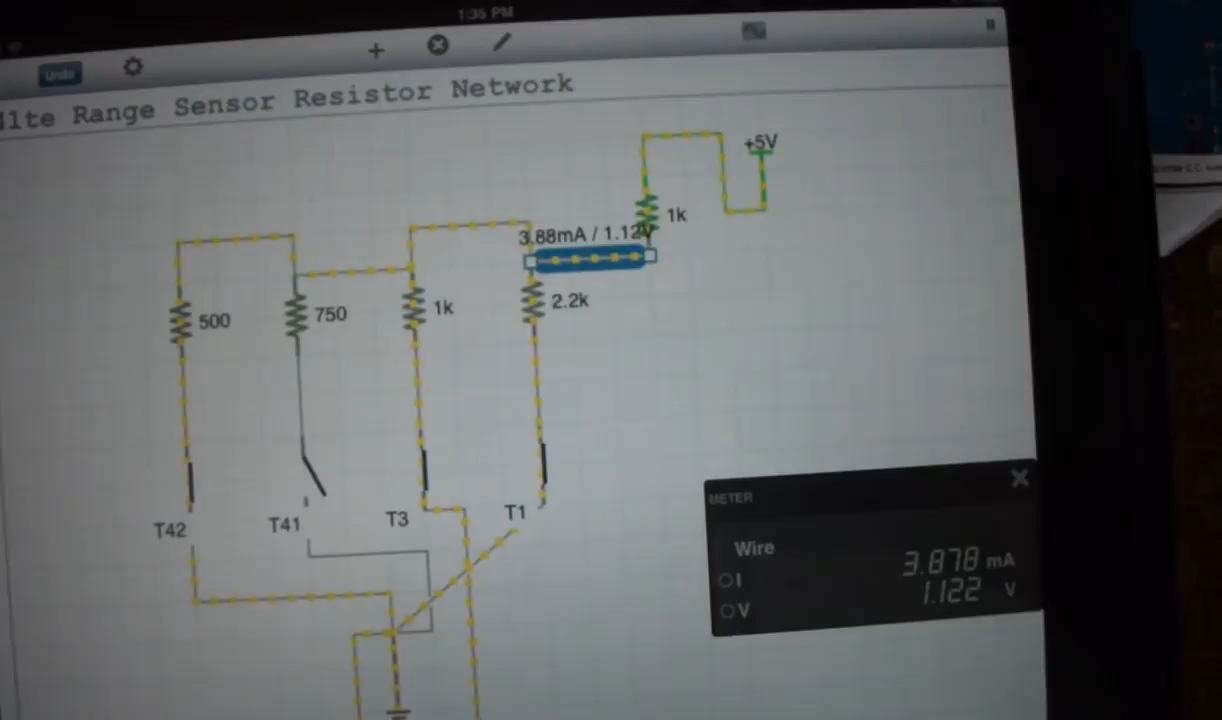 1:35 PM
Undo
Range Sensor Resistor Network
+5V
1k
3.88mA / 1.12V
500
750
1k
2.2k
T42
T41
T3
T1
METER
Wire
I
3.878 mA
V
1.122 V